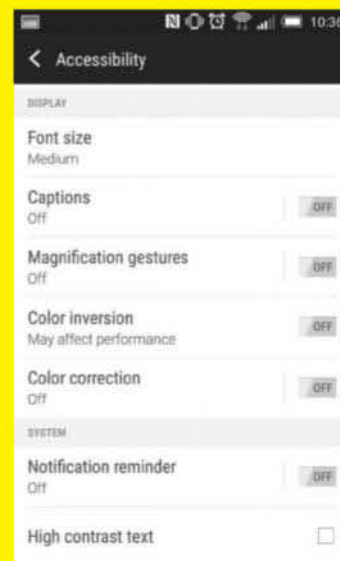 10:36
Accessibility
DISPLAY
Font size
Medium
Captions
Off
OFF
Magnification gestures
Off
OFF
Color inversion
May affect performance
OFF
Color correction
Off
OFF
SYSTEM
Notification reminder
Off
OFF
High contrast text